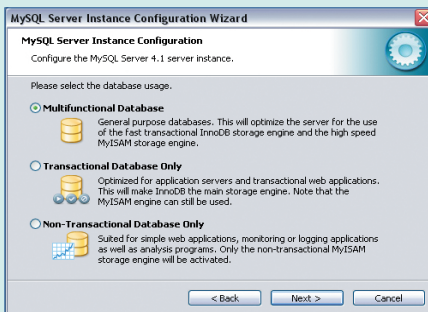 MySQL Server Instance Configuration Wizard
MySQL Server Instance Configuration
Configure the MySQL Server 4.1 server instance.
Please select the database usage.
Multifunctional Database
General purpose databases. This will optimize the server for the use
of the fast transactional InnoDB storage engine and the high speed
MyISAM storage engine.
Transactional Database Only
Optimized for application servers and transactional web applications.
This will make InnoDB the main storage engine. Note that the
MyISAM engine can still be used.
Non-Transactional Database Only
Suited for simple web applications, monitoring or logging applications
as well as analysis programs. Only the non-transactional MyISAM
storage engine will be activated.
< Back
Next >
Cancel